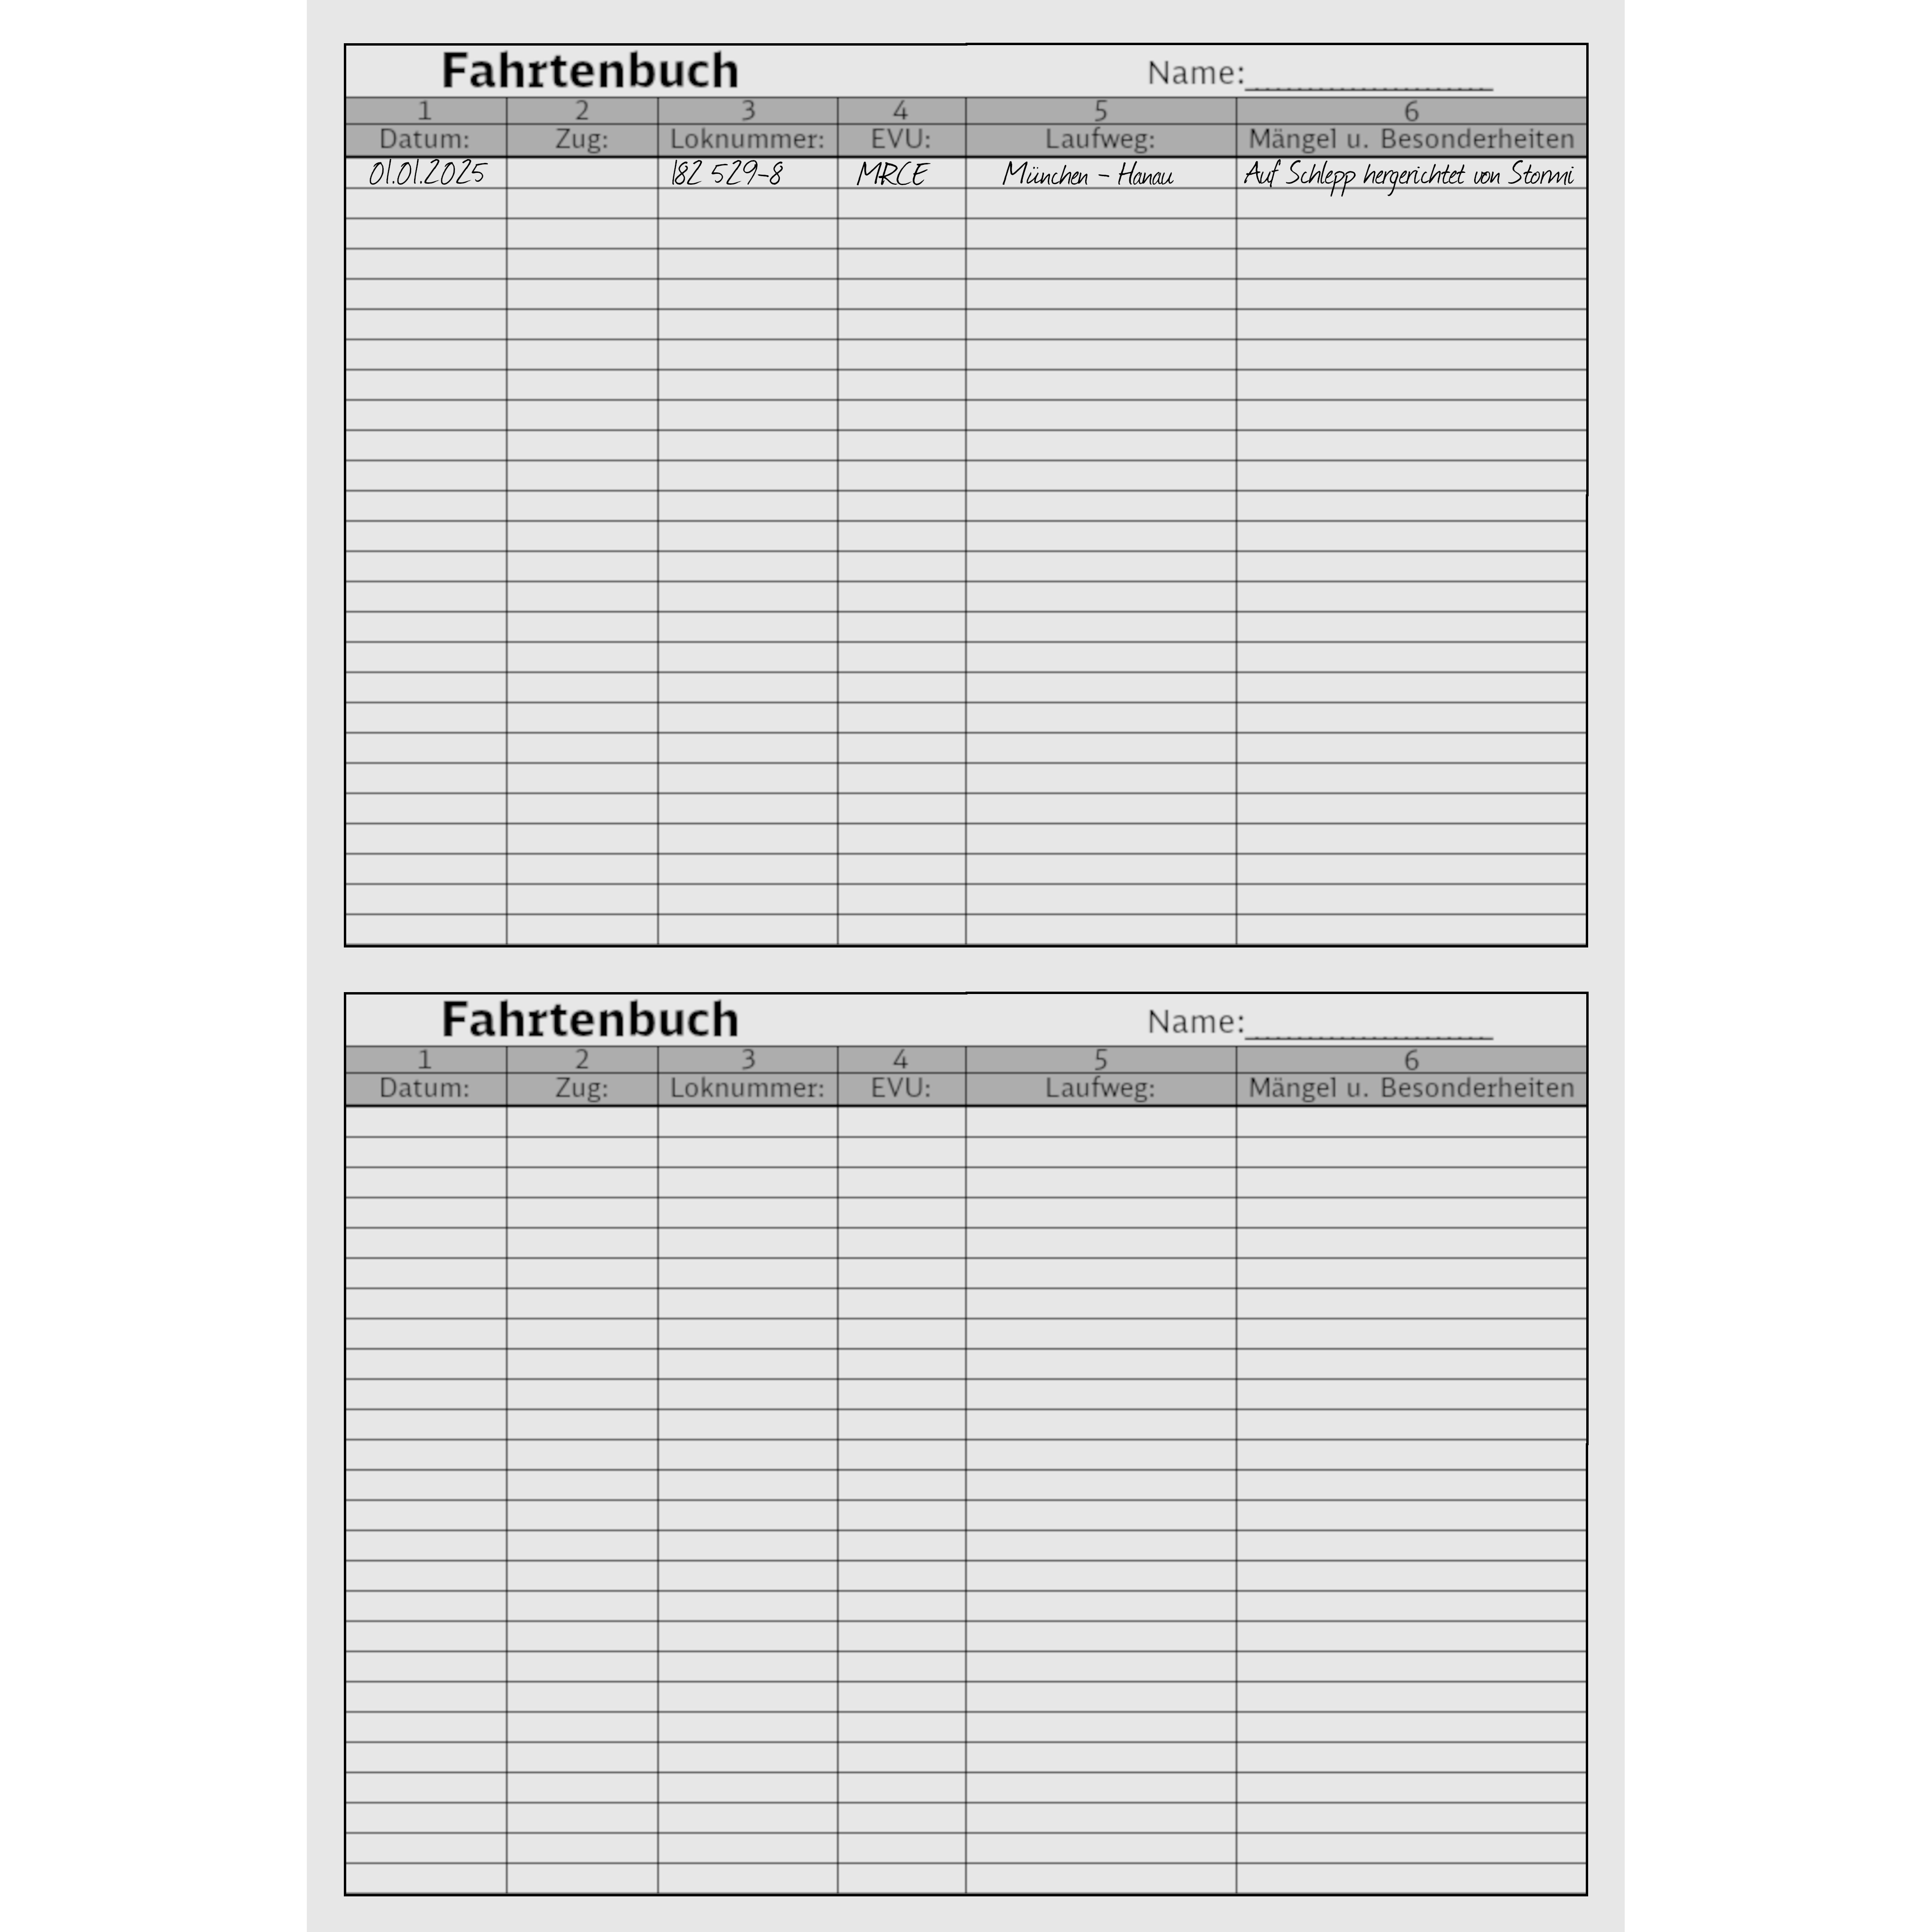 Fahrtenbuch Name:
1 2 3 4 5 6
Datum: Zug: Loknummer: EVU: Laufweg: Mängel u. Besonderheiten
01.01.2025 182 529-8 MRCE München - Hanau Auf Schlepp hergerichtet von Stormi
Fahrtenbuch Name:
1 2 3 4 5 6
Datum: Zug: Loknummer: EVU: Laufweg: Mängel u. Besonderheiten